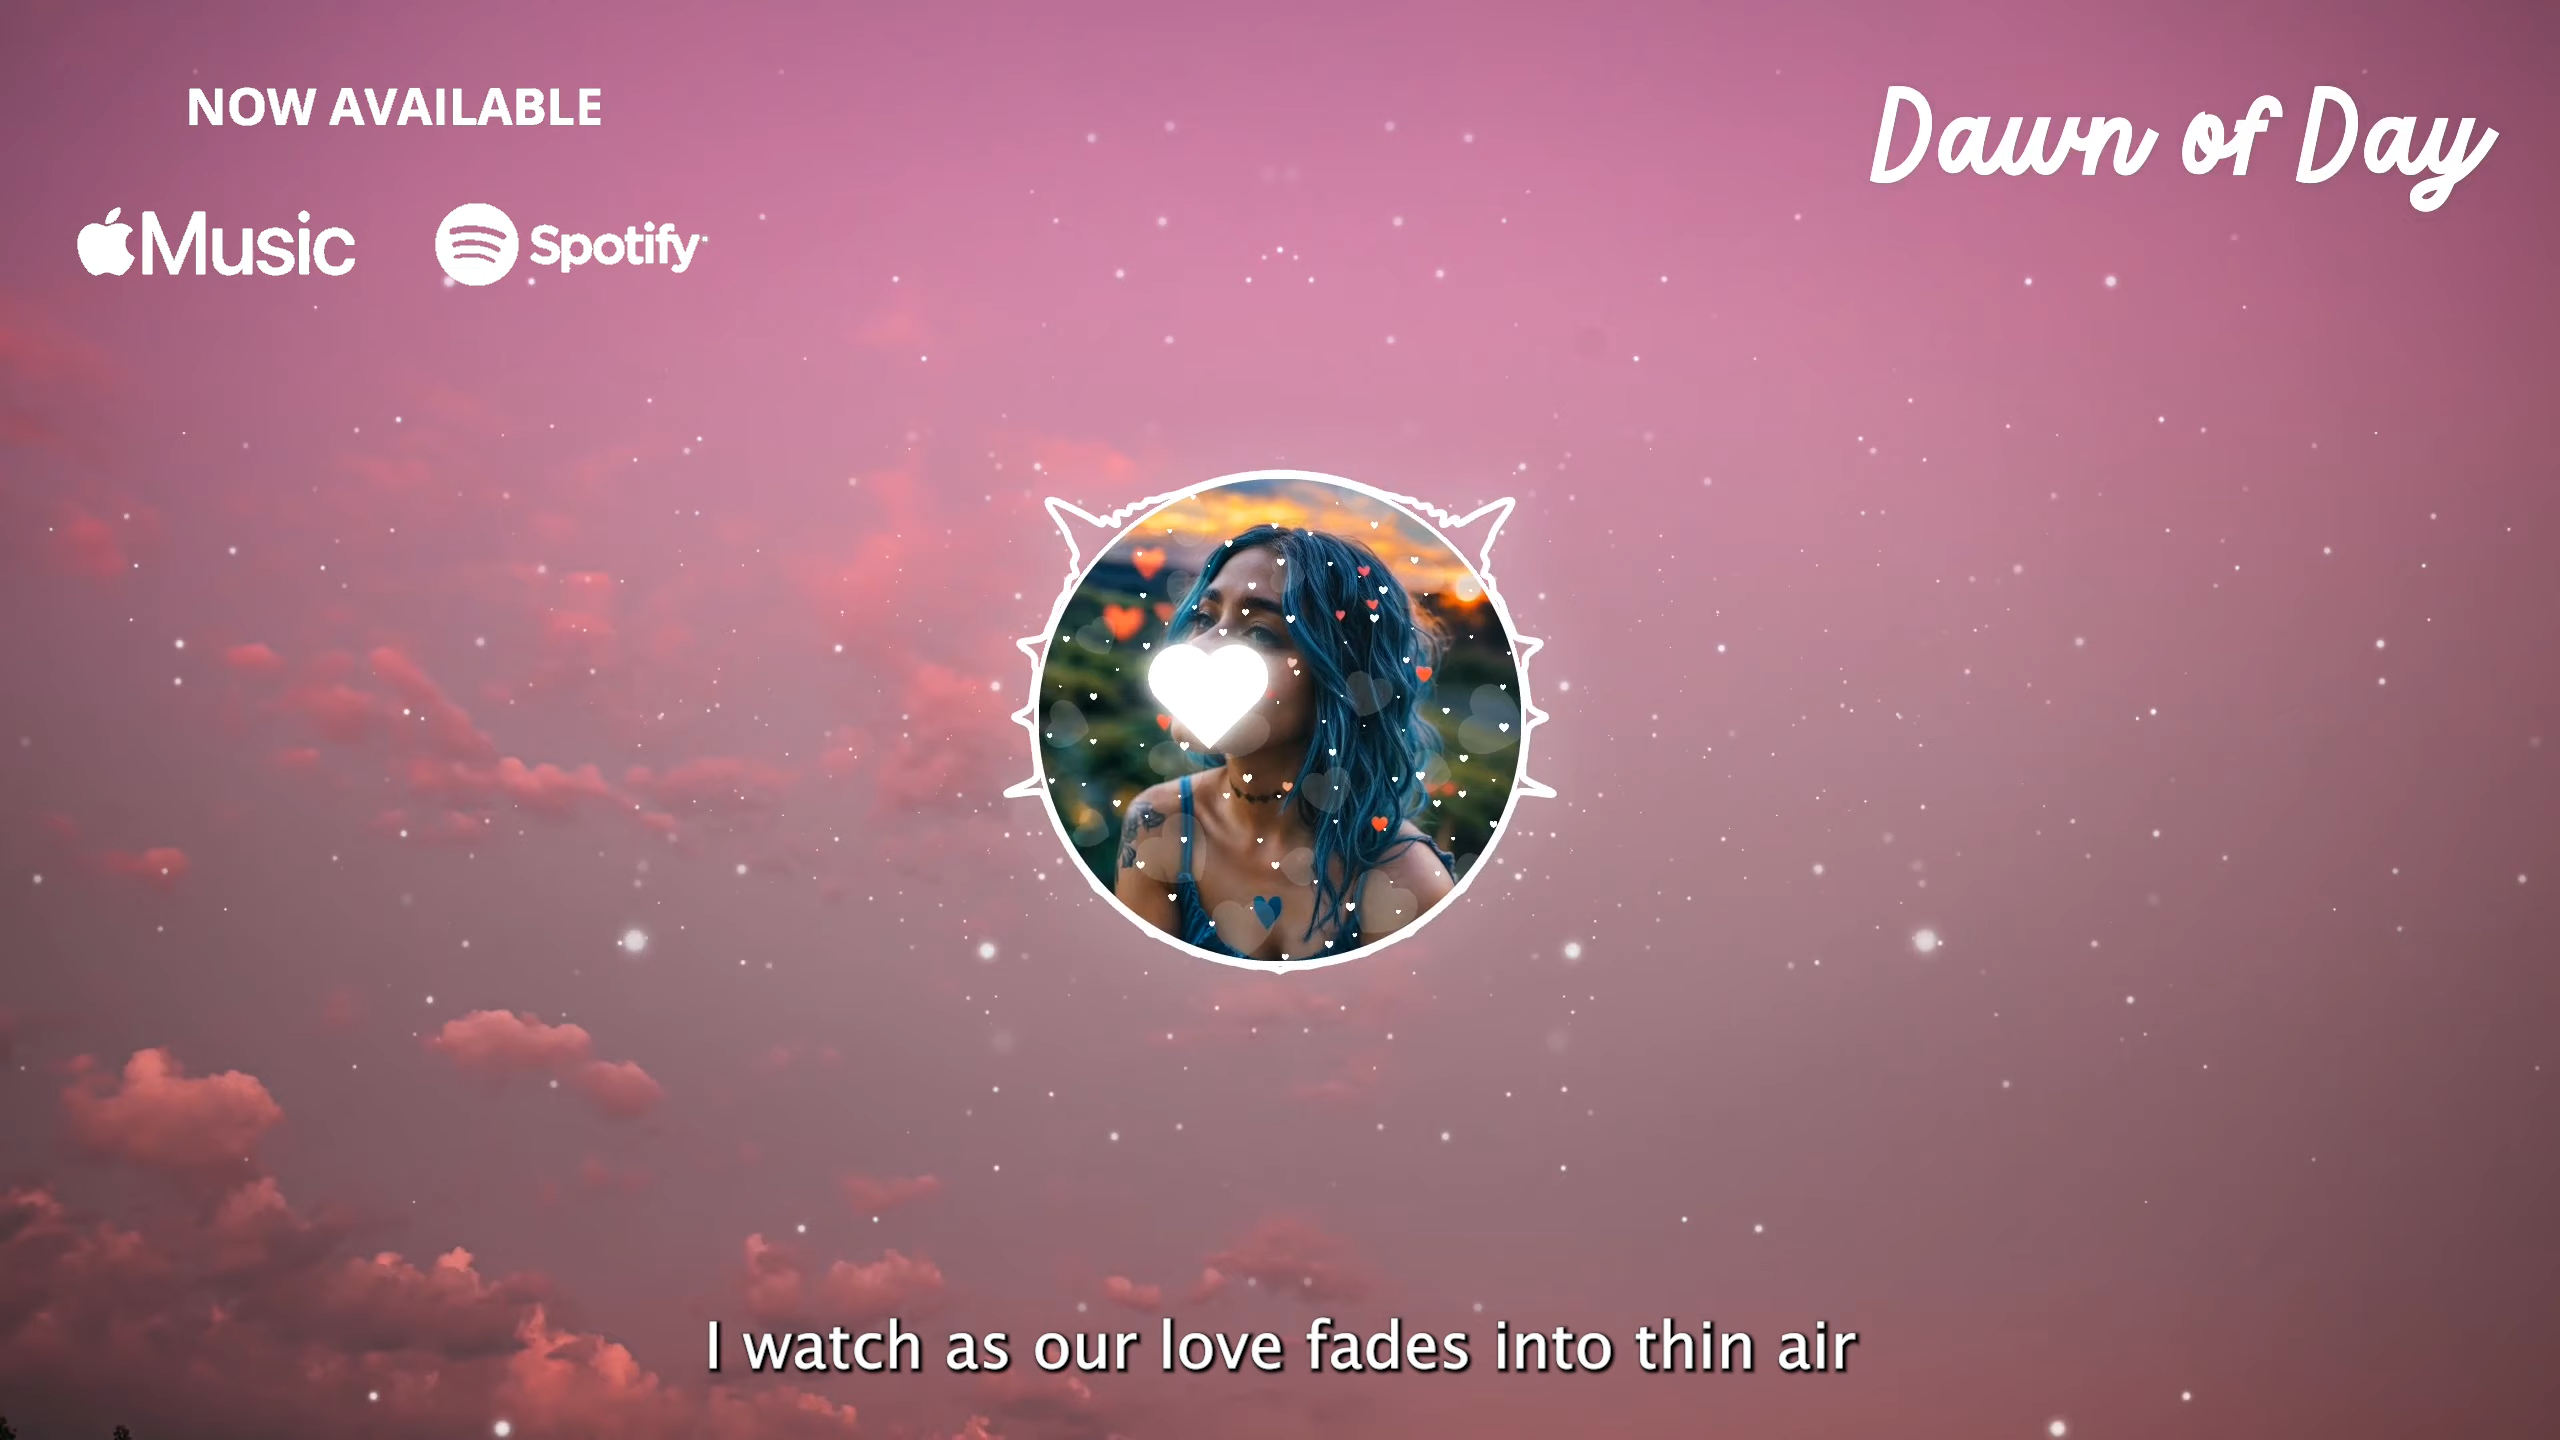 NOW AVAILABLE
Music
Spotify
Dawn of Day
I watch as our love fades into thin air